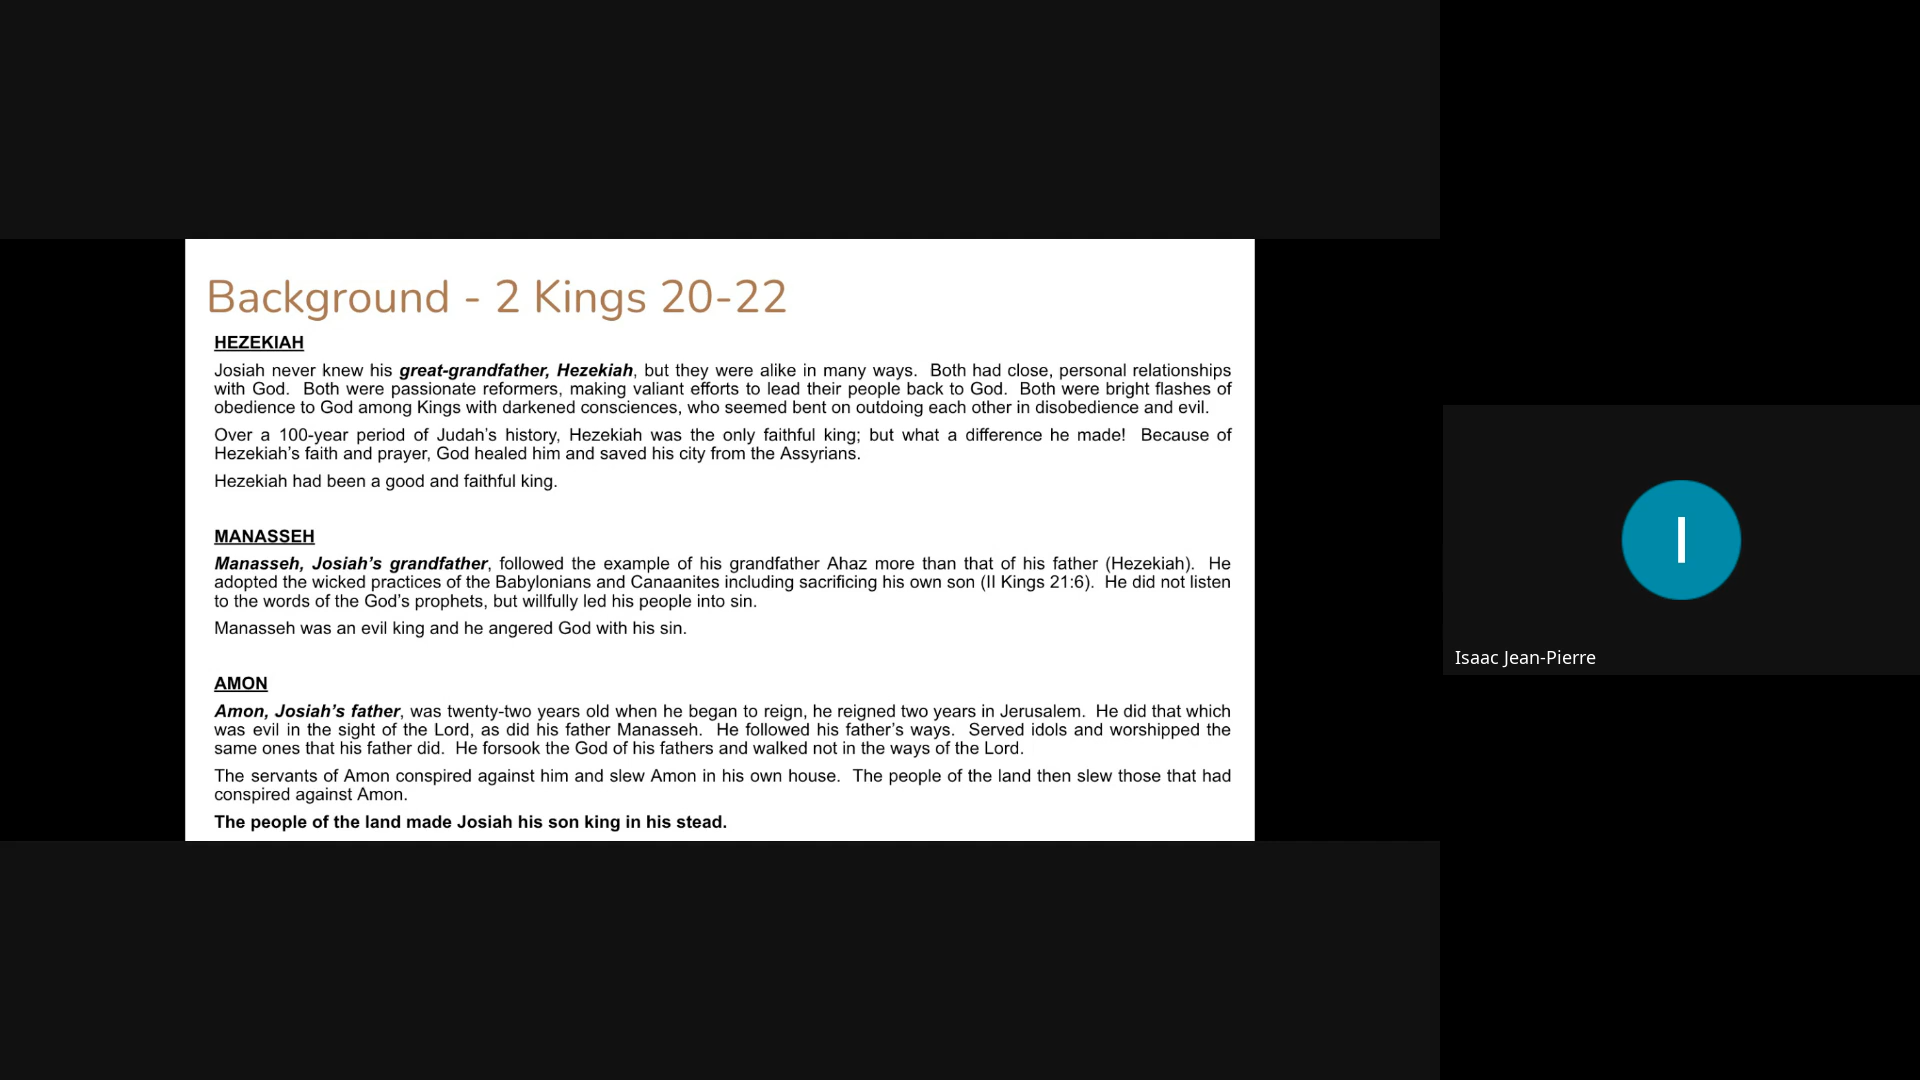 Background - 2 Kings 20-22
HEZEKIAH
Josiah never knew his great-grandfather, Hezekiah, but they were alike in many ways. Both had close, personal relationships
with God. Both were passionate reformers, making valiant efforts to lead their people back to God. Both were bright flashes of
obedience to God among Kings with darkened consciences, who seemed bent on outdoing each other in disobedience and evil.
Over a 100-year period of Judah’s history, Hezekiah was the only faithful king; but what a difference he made! Because of
Hezekiah’s faith and prayer, God healed him and saved his city from the Assyrians.
Hezekiah had been a good and faithful king.
MANASSEH
Manasseh, Josiah’s grandfather, followed the example of his grandfather Ahaz more than that of his father (Hezekiah). He
adopted the wicked practices of the Babylonians and Canaanites including sacrificing his own son (II Kings 21:6). He did not listen
to the words of the God’s prophets, but willfully led his people into sin.
Manasseh was an evil king and he angered God with his sin.
AMON
Amon, Josiah’s father, was twenty-two years old when he began to reign, he reigned two years in Jerusalem. He did that which
was evil in the sight of the Lord, as did his father Manasseh. He followed his father’s ways. Served idols and worshipped the
same ones that his father did. He forsook the God of his fathers and walked not in the ways of the Lord.
The servants of Amon conspired against him and slew Amon in his own house. The people of the land then slew those that had
conspired against Amon.
The people of the land made Josiah his son king in his stead.
I
Isaac Jean-Pierre